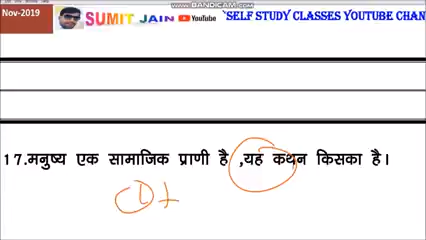 WWW.BANDICAM.COM
Nov-2019 SUMIT JAIN YouTube `SELF STUDY CLASSES YOUTUBE CHAN
17.मनुष्य एक सामाजिक प्राणी है ,यह कथन किसका है।